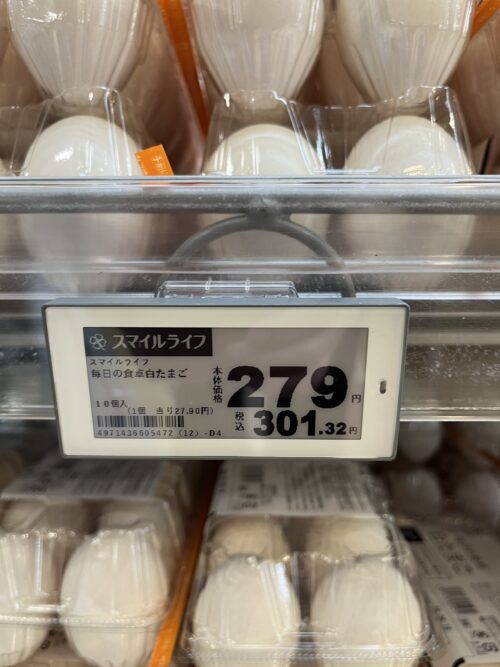 スマイルライフ
スマイルライフ
毎日の食卓白たまご
10個入
(1個 当り27.90円)
4971436605472 (12) -D4
本体価格 279円
税込 301.32円